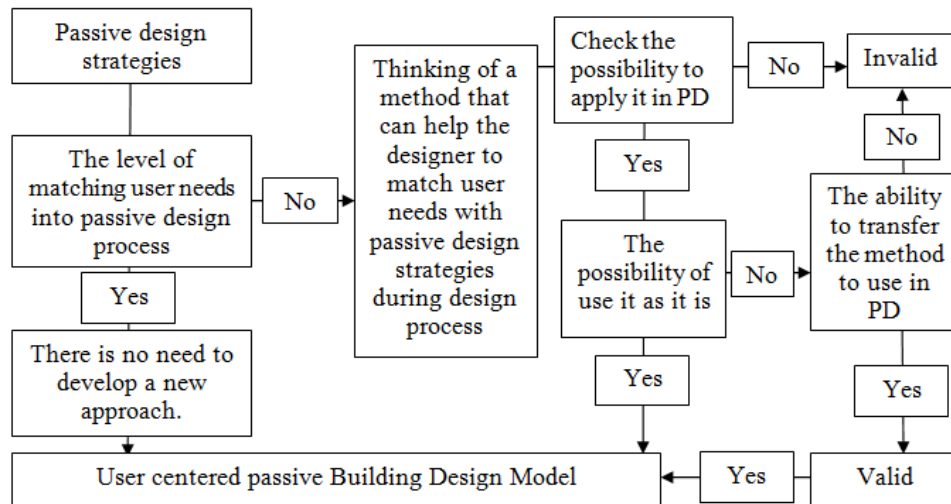 Passive design
strategies
The level of
matching user needs
into passive design
process
Yes
There is no need to
develop a new
approach.
No
Thinking of a
method that
can help the
designer to
match user
needs with
passive design
strategies
during design
process
Check the
possibility to
apply it in PD
No
Invalid
Yes
No
The
possibility of
use it as it is
No
The ability
to transfer
the method
to use in
PD
Yes
Yes
User centered passive Building Design Model
Yes
Valid